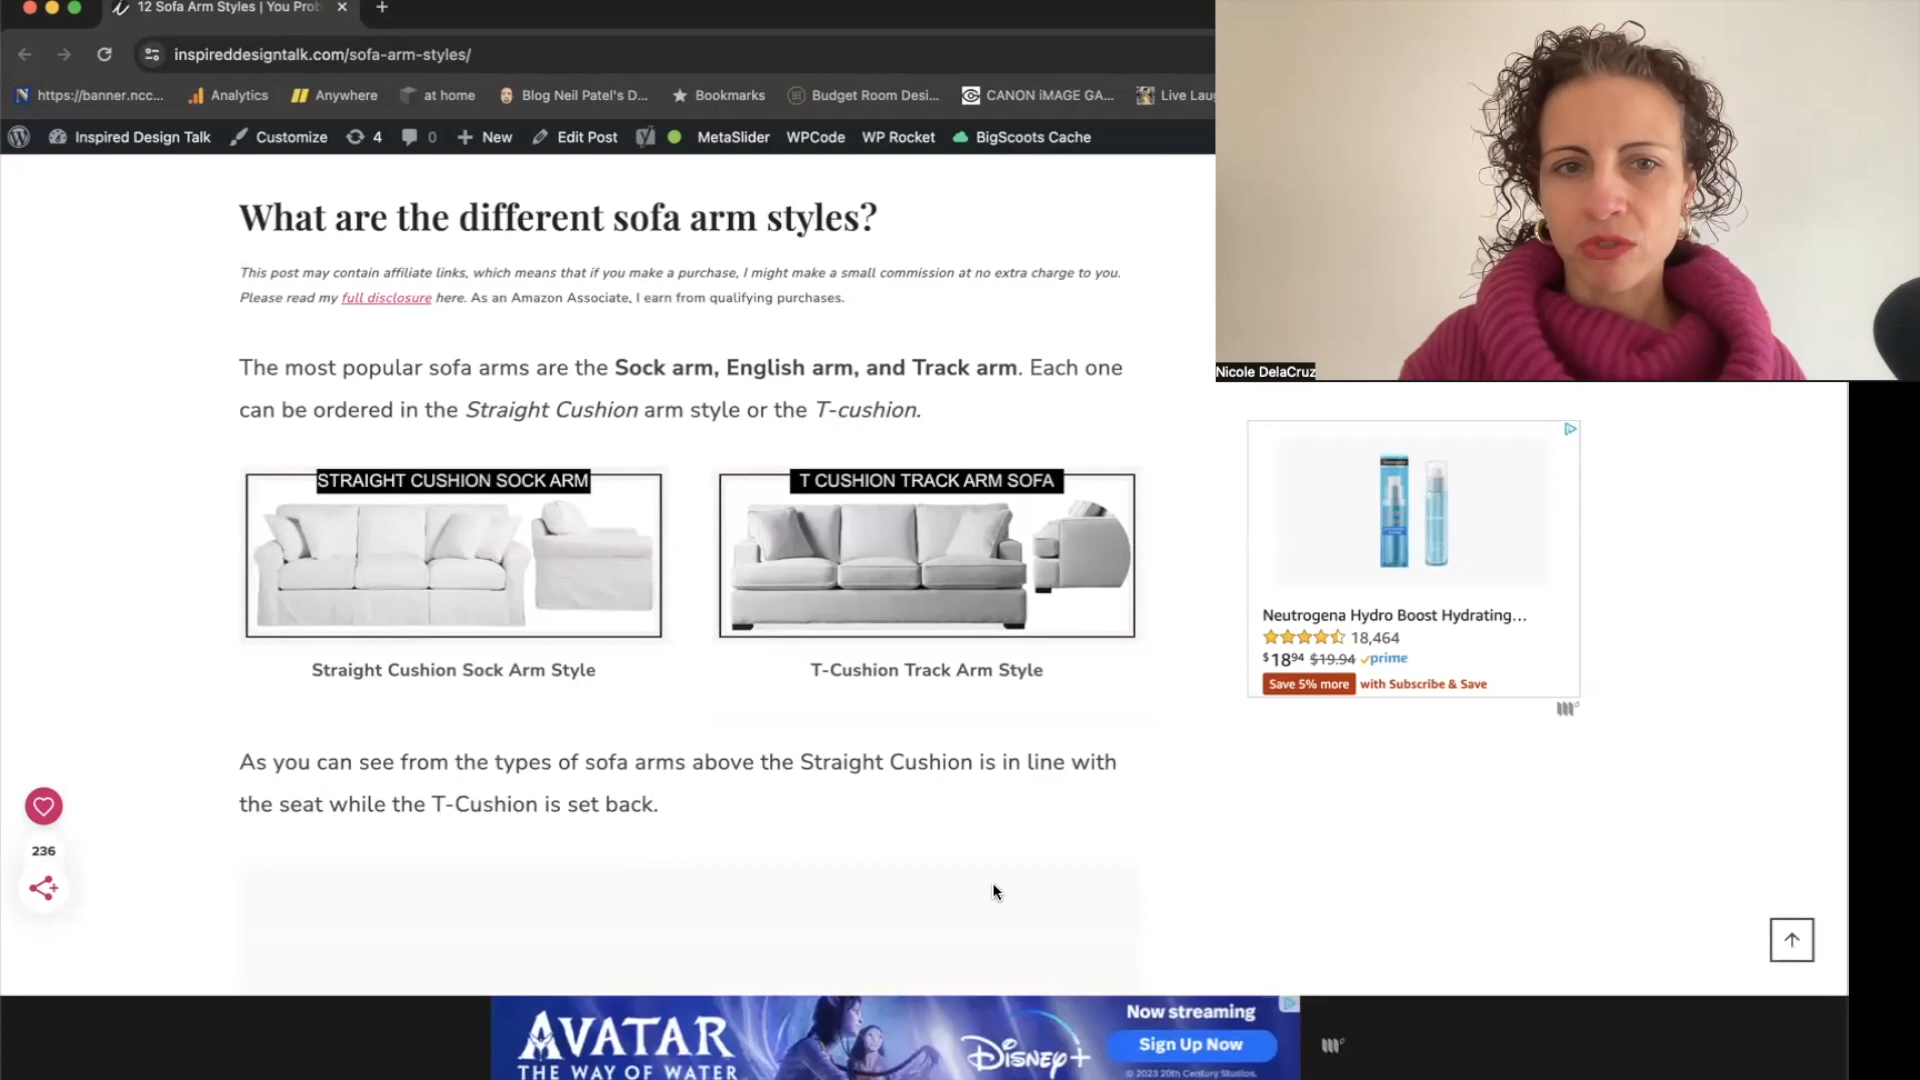 12 Sofa Arm Styles | You Prob
inspireddesigntalk.com/sofa-arm-styles/
https://banner.ncc...
Analytics
Anywhere
at home
Blog Neil Patel's D...
Bookmarks
Budget Room Desi...
CANON iMAGE GA...
Live Lau
Inspired Design Talk
Customize
4
0
New
Edit Post
MetaSlider
WPCode
WP Rocket
BigScoots Cache
Nicole DelaCruz
What are the different sofa arm styles?
This post may contain affiliate links, which means that if you make a purchase, I might make a small commission at no extra charge to you.
Please read my full disclosure here. As an Amazon Associate, I earn from qualifying purchases.
The most popular sofa arms are the Sock arm, English arm, and Track arm. Each one
can be ordered in the Straight Cushion arm style or the T-cushion.
STRAIGHT CUSHION SOCK ARM
T CUSHION TRACK ARM SOFA
Straight Cushion Sock Arm Style
T-Cushion Track Arm Style
Neutrogena Hydro Boost Hydrating...
18,464
$1894 $19.94 prime
Save 5% more with Subscribe & Save
As you can see from the types of sofa arms above the Straight Cushion is in line with
the seat while the T-Cushion is set back.
236
AVATAR
THE WAY OF WATER
Disney+
Now streaming
Sign Up Now
© 2023 20th Century Studios.